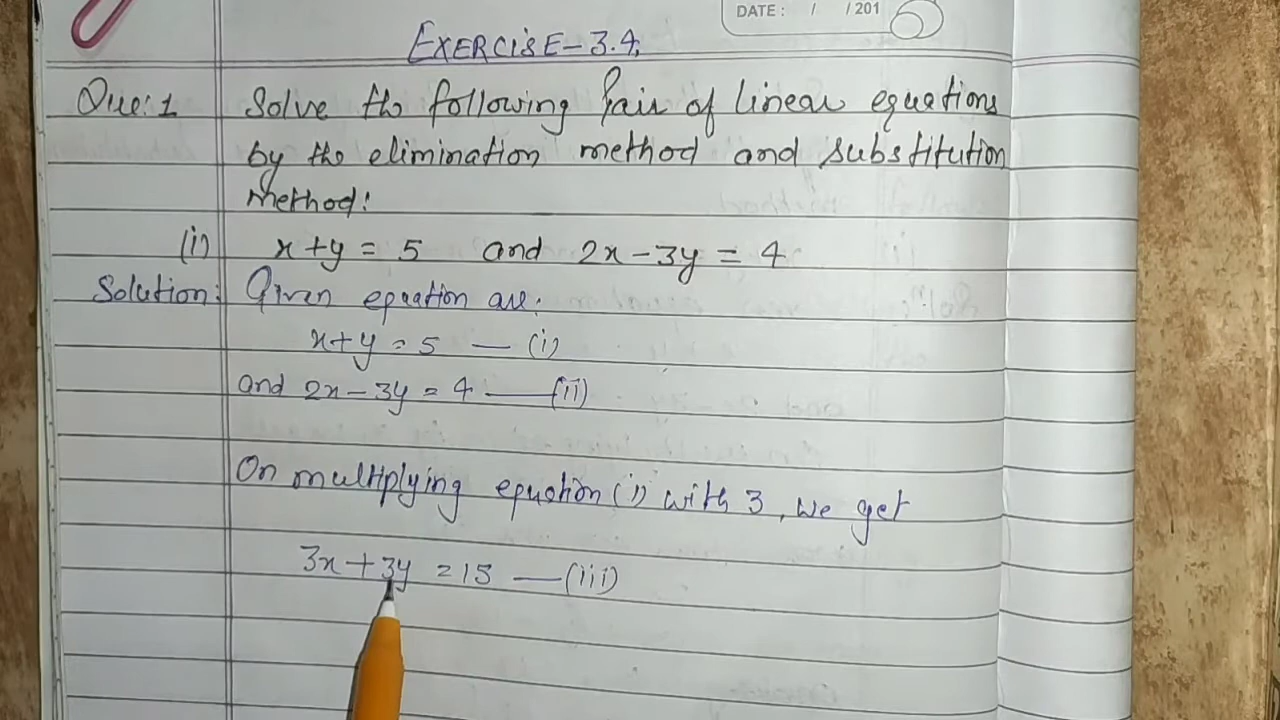 DATE: / /201
EXERCISE-3.4.
Que:1 Solve the following Pair of linear equations
by the elimination method and substitution
method:
(i) x+y = 5 and 2x-3y = 4
Solution: Given equation are:
x+y = 5 — (i)
and 2x-3y = 4 — (ii)
On multiplying equation (i) with 3, we get
3x+3y = 15 — (iii)